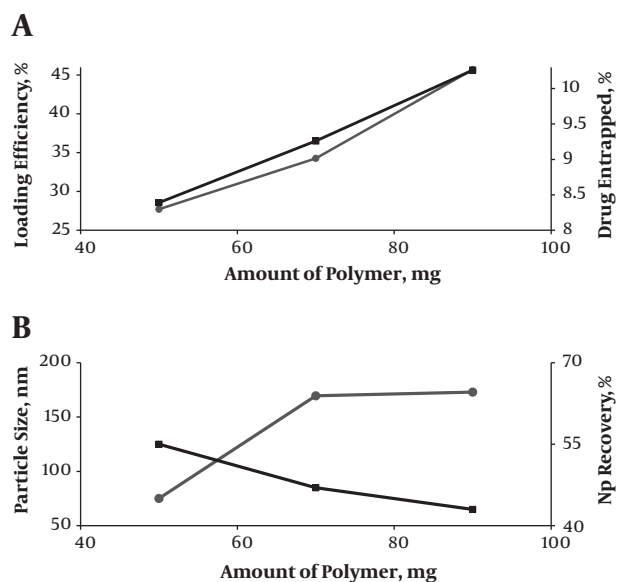 A
Loading Efficiency, %
45
40
35
30
25
10
9.5
9
8.5
8
Drug Entrapped, %
40 60 80 100
Amount of Polymer, mg
B
Particle Size, nm
200
150
100
50
70
55
40
Np Recovery, %
40 60 80 100
Amount of Polymer, mg